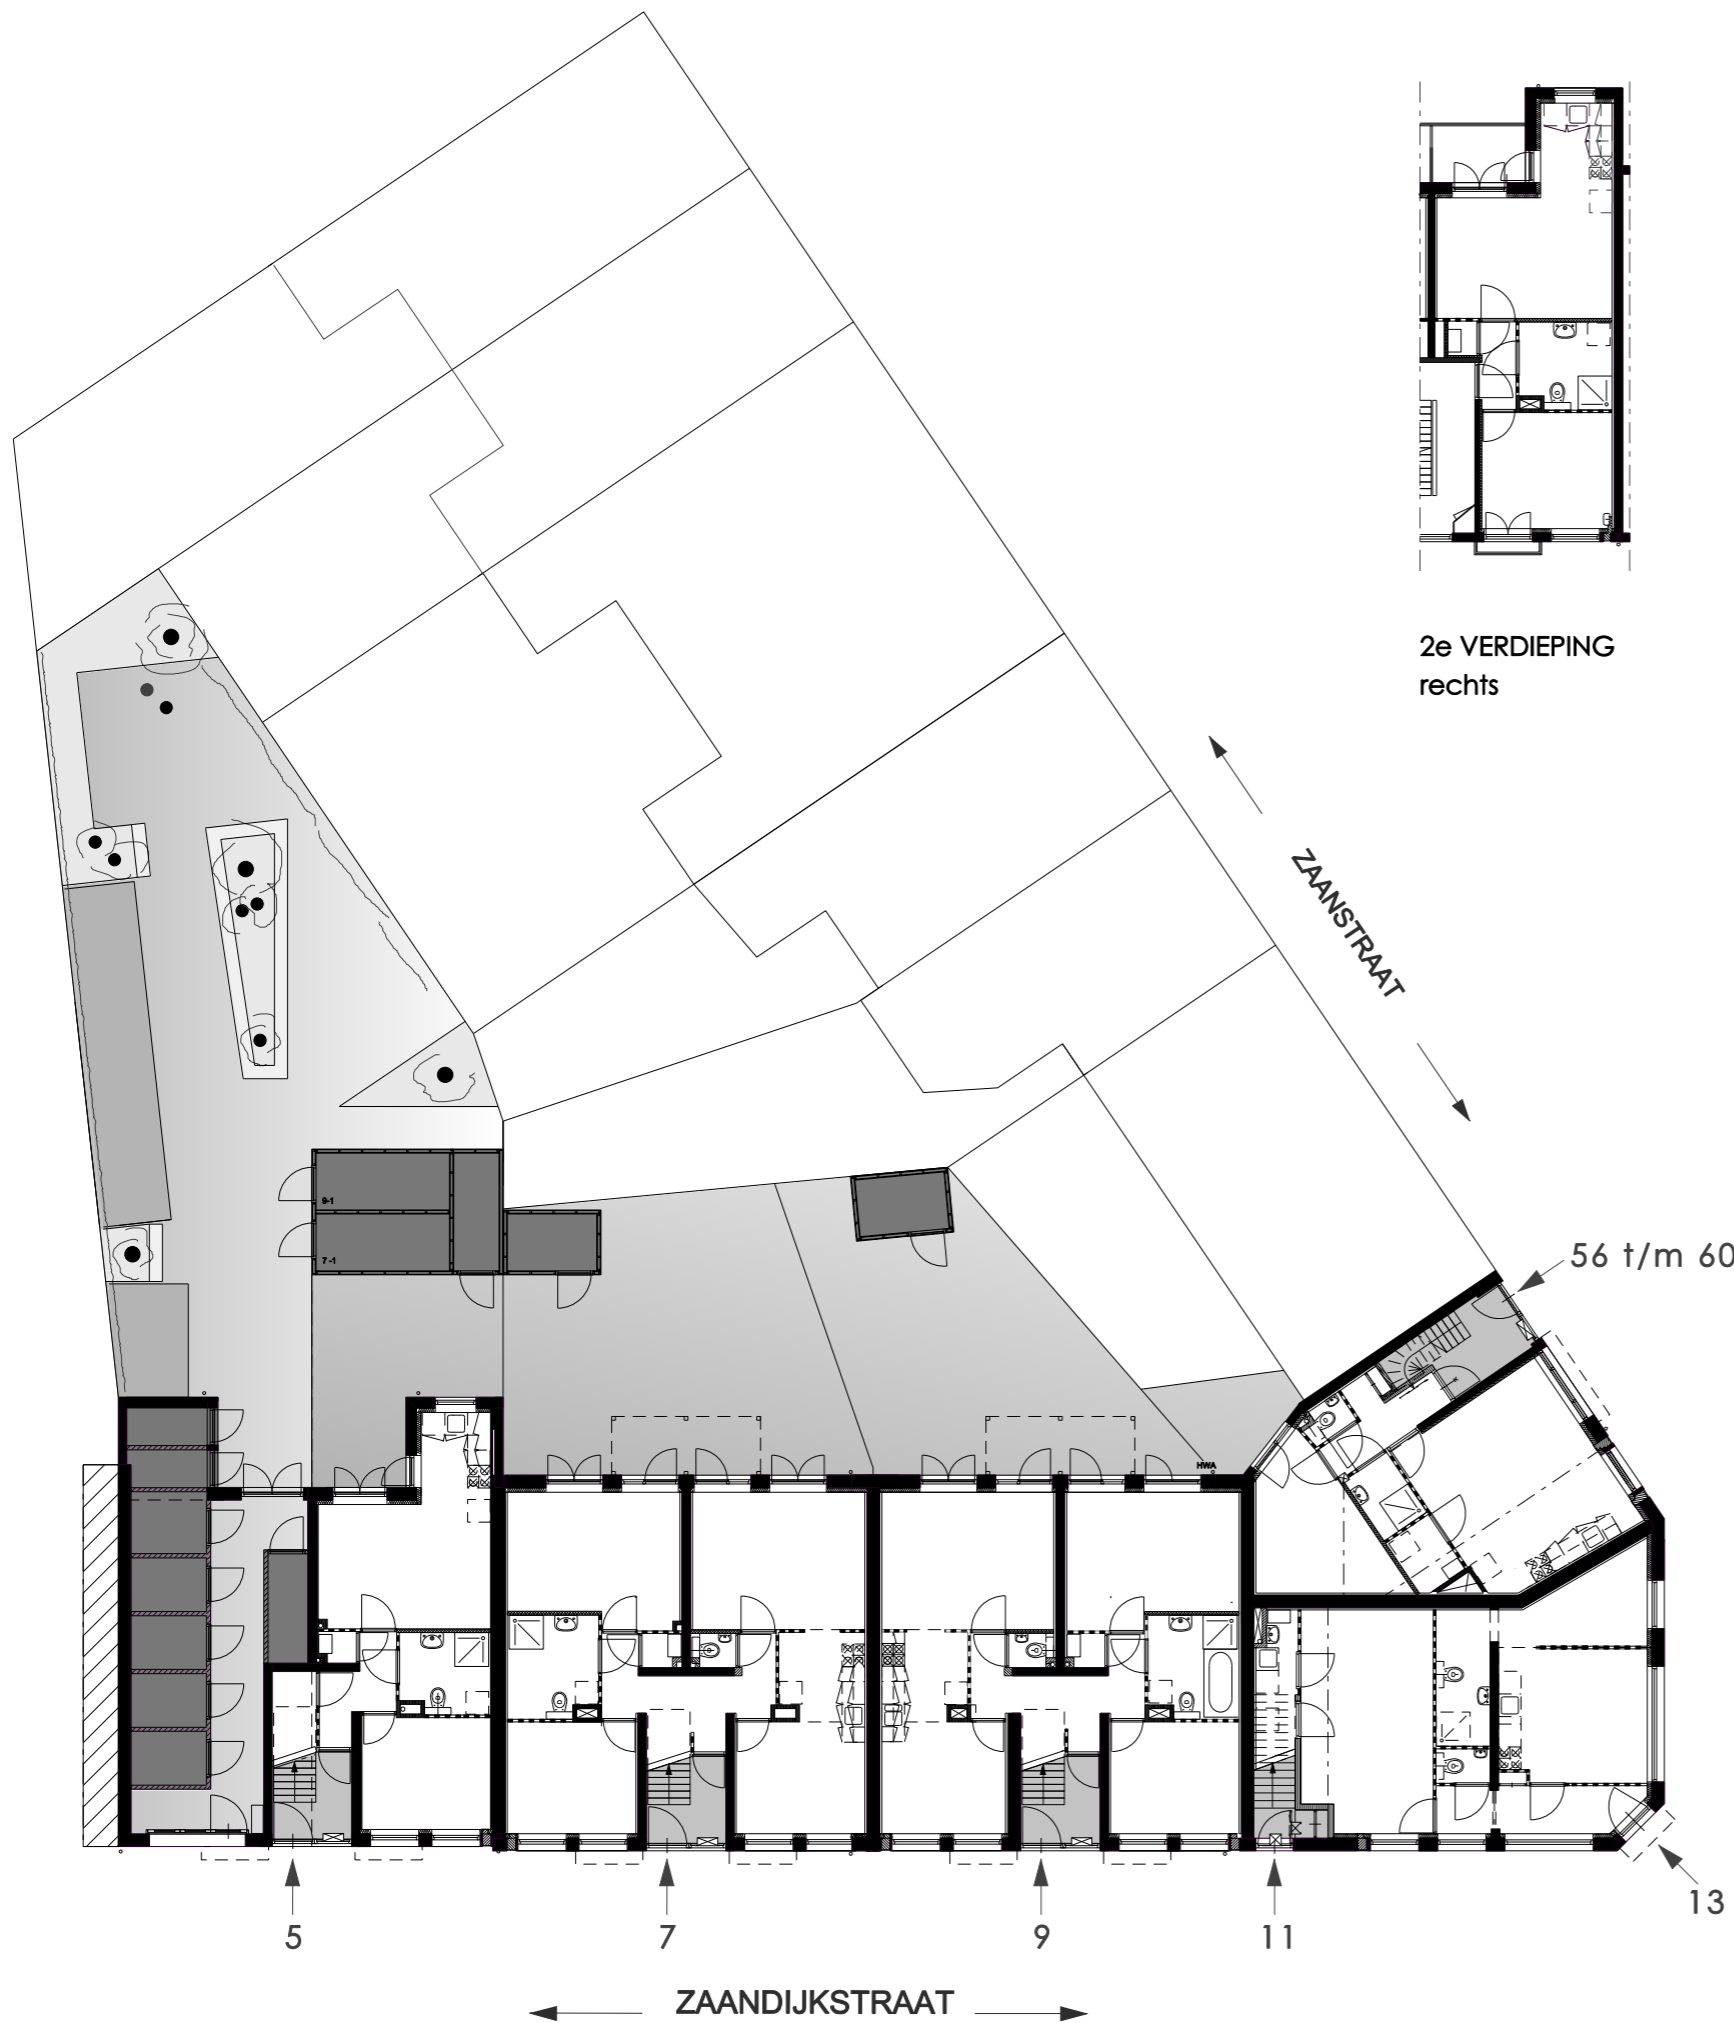 2e VERDIEPING
rechts
ZAANSTRAAT
9-1
7-1
56 t/m 60
HWA
13
5
7
9
11
ZAANDIJKSTRAAT